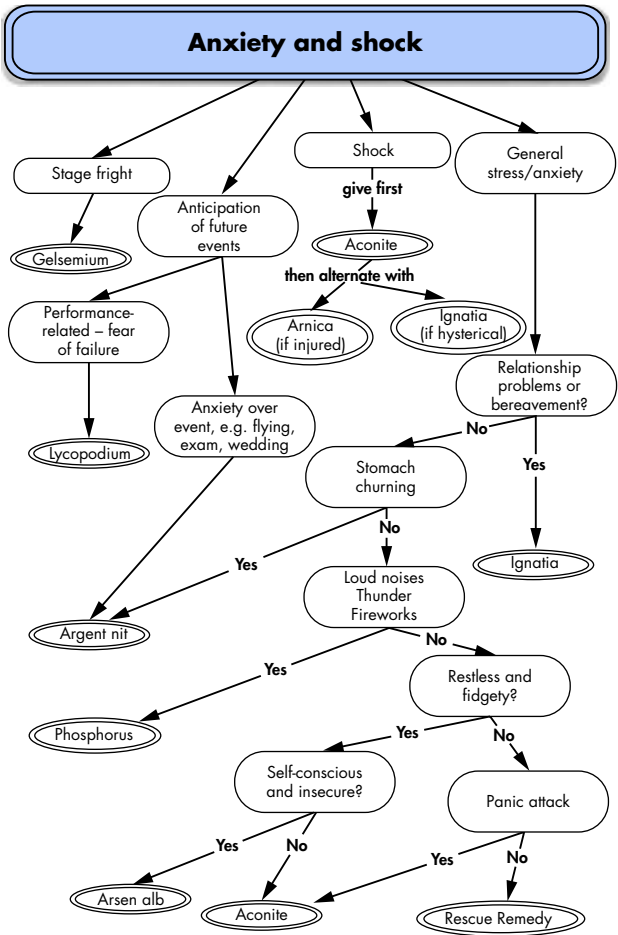 Anxiety and shock
Stage fright
Gelsemium
Anticipation
of future
events
Performance-
related – fear
of failure
Lycopodium
Anxiety over
event, e.g. flying,
exam, wedding
Shock
give first
Aconite
then alternate with
Arnica
(if injured)
Ignatia
(if hysterical)
General
stress/anxiety
Relationship
problems or
bereavement?
No
Yes
Ignatia
Stomach
churning
Yes
No
Argent nit
Loud noises
Thunder
Fireworks
Yes
No
Phosphorus
Restless and
fidgety?
Yes
No
Self-conscious
and insecure?
Yes
No
Arsen alb
Aconite
Panic attack
Yes
No
Rescue Remedy